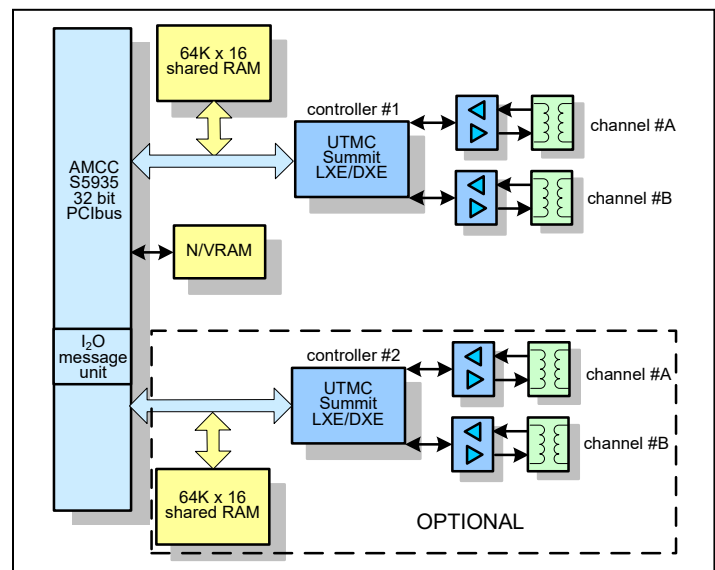 64K x 16
shared RAM
controller #1
UTMC
Summit
LXE/DXE
channel #A
channel #B
AMCC
S5935
32 bit
PCIbus
N/VRAM
I₂O
message
unit
controller #2
UTMC
Summit
LXE/DXE
channel #A
channel #B
64K x 16
shared RAM
OPTIONAL